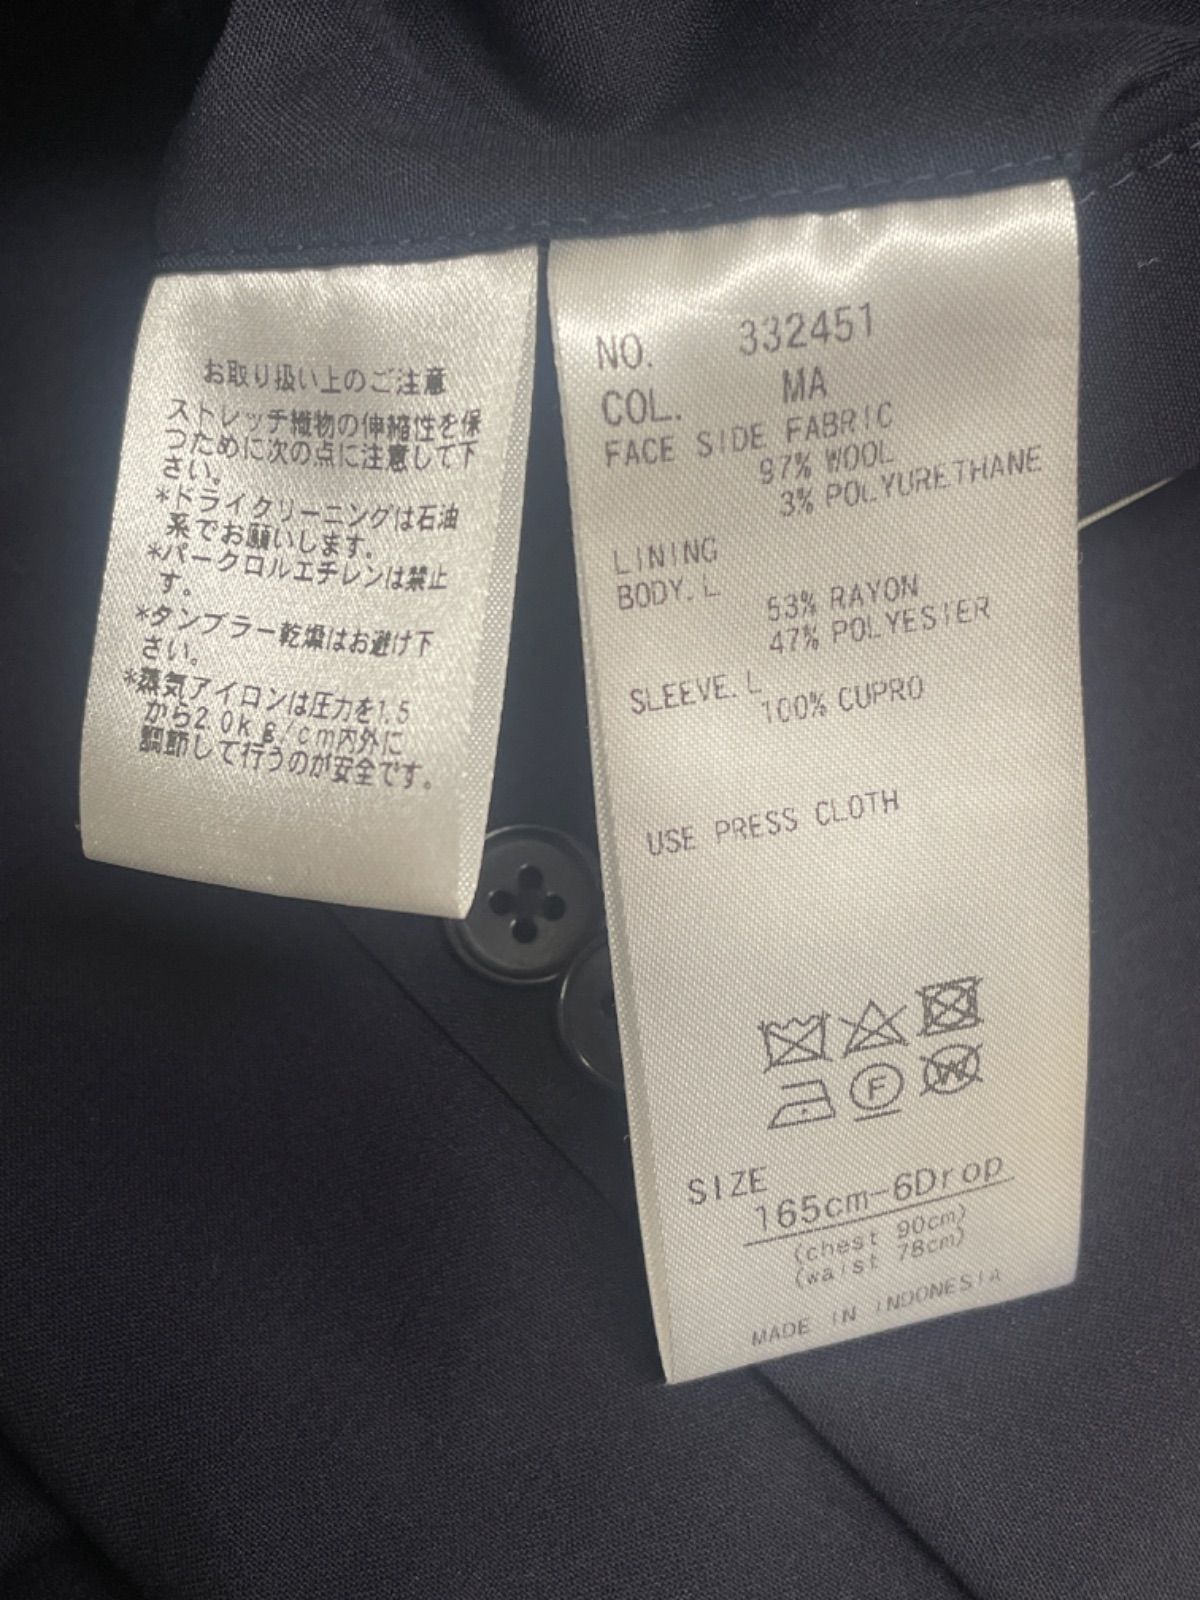 お取り扱い上のご注意
ストレッチ織物の伸縮性を保
つために次の点に注意して下
さい。
*ドライクリーニングは石油
系でお願いします。
*パークロルエチレンは禁止
す。
*タンブラー乾燥はお避け下
さい。
*蒸気アイロンは圧力を1.5
から2.0kg/cm内外に
調節して行うのが安全です。
NO. 332451
COL. MA
FACE SIDE FABRIC
97% WOOL
3% POLYURETHANE
LINING
BODY.L
53% RAYON
47% POLYESTER
SLEEVE.L
100% CUPRO
USE PRESS CLOTH
F W
SIZE
165cm-6Drop
(chest 90cm)
(waist 78cm)
MADE IN INDONESIA